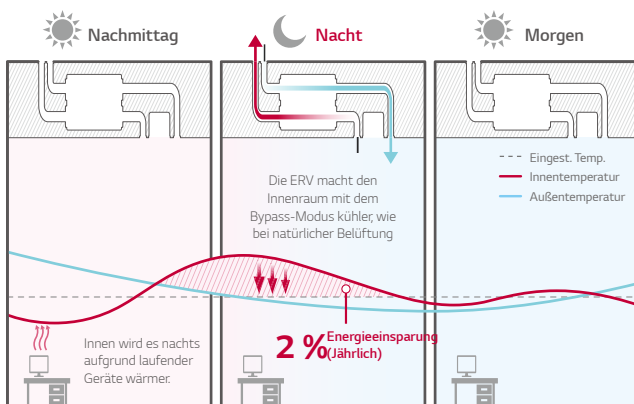 Nachmittag
Nacht
Morgen
Die ERV macht den
Innenraum mit dem
Bypass-Modus kühler, wie
bei natürlicher Belüftung
Eingest. Temp.
Innentemperatur
Außentemperatur
Innen wird es nachts
aufgrund laufender
Geräte wärmer.
2 % Energieeinsparung
(Jährlich)